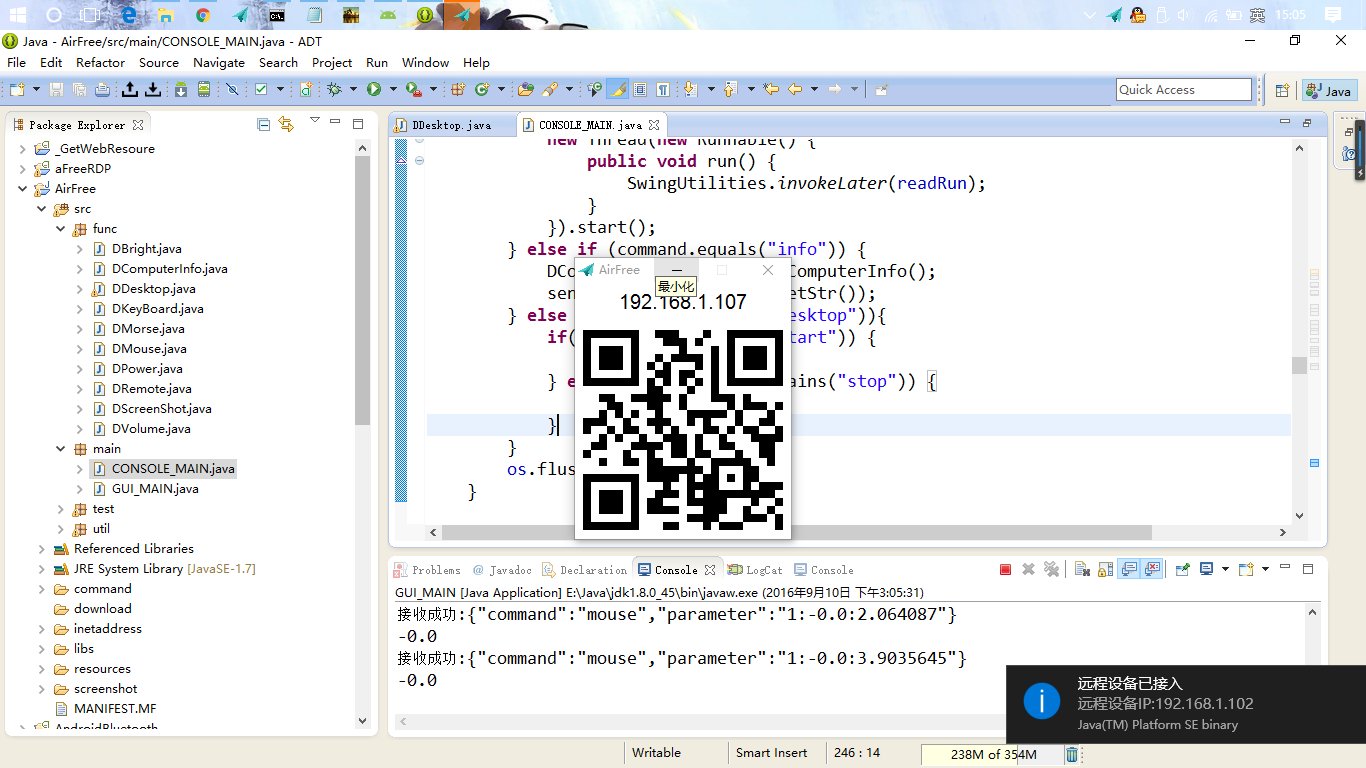 英 15:05
Java - AirFree/src/main/CONSOLE_MAIN.java - ADT
File Edit Refactor Source Navigate Search Project Run Window Help
Quick Access
Java
Package Explorer
_GetWebResoure
aFreeRDP
AirFree
src
func
DBright.java
DComputerInfo.java
DDesktop.java
DKeyBoard.java
DMorse.java
DMouse.java
DPower.java
DRemote.java
DScreenShot.java
DVolume.java
main
CONSOLE_MAIN.java
GUI_MAIN.java
test
util
Referenced Libraries
JRE System Library [JavaSE-1.7]
command
download
inetaddress
libs
resources
screenshot
MANIFEST.MF
AndroidBluetooth
DDesktop.java
CONSOLE_MAIN.java
new Thread(new Runnable() {
public void run() {
SwingUtilities.invokeLater(readRun);
}
}).start();
} else if (command.equals("info")) {
DCo ComputerInfo();
sen etStr());
} else esktop")){
if( tart")) {
} e ains("stop")) {
}
}
os.flus
}
AirFree
最小化
192.168.1.107
Problems @ Javadoc Declaration Console LogCat Console
GUI_MAIN [Java Application] E:\Java\jdk1.8.0_45\bin\javaw.exe (2016年9月10日 下午3:05:31)
接收成功:{"command":"mouse","parameter":"1:-0.0:2.064087"}
-0.0
接收成功:{"command":"mouse","parameter":"1:-0.0:3.9035645"}
-0.0
远程设备已接入
远程设备IP:192.168.1.102
Java(TM) Platform SE binary
Writable Smart Insert 246 : 14 238M of 354M